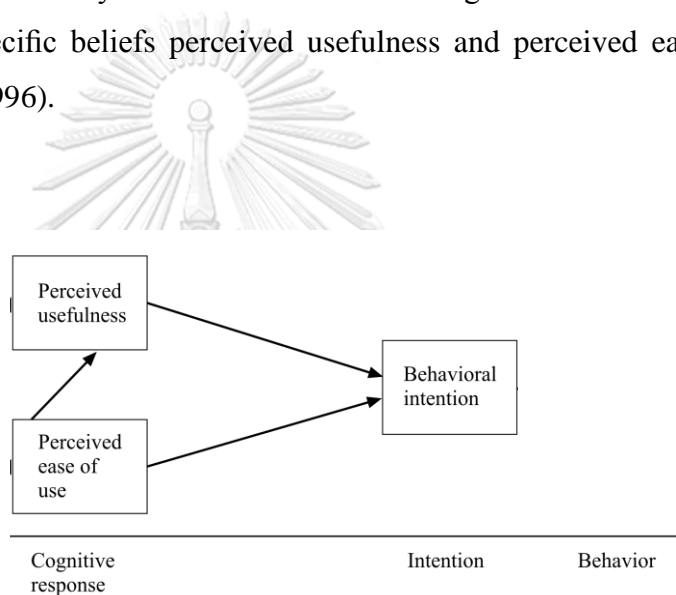 ecific beliefs perceived usefulness and perceived ea
996).
Perceived
usefulness
Behavioral
intention
Perceived
ease of
use
Cognitive
response
Intention
Behavior